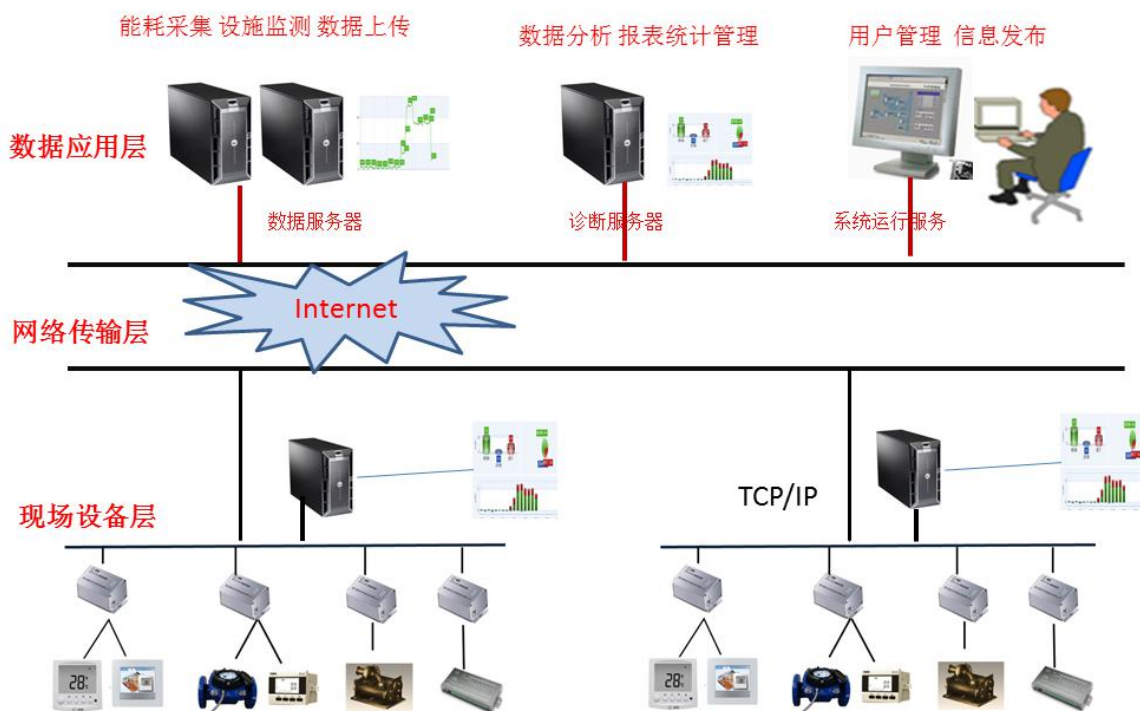 能耗采集 设施监测 数据上传
数据分析 报表统计管理
用户管理 信息发布
数据应用层
数据服务器
诊断服务器
系统运行服务
Internet
网络传输层
现场设备层
TCP/IP
28
28